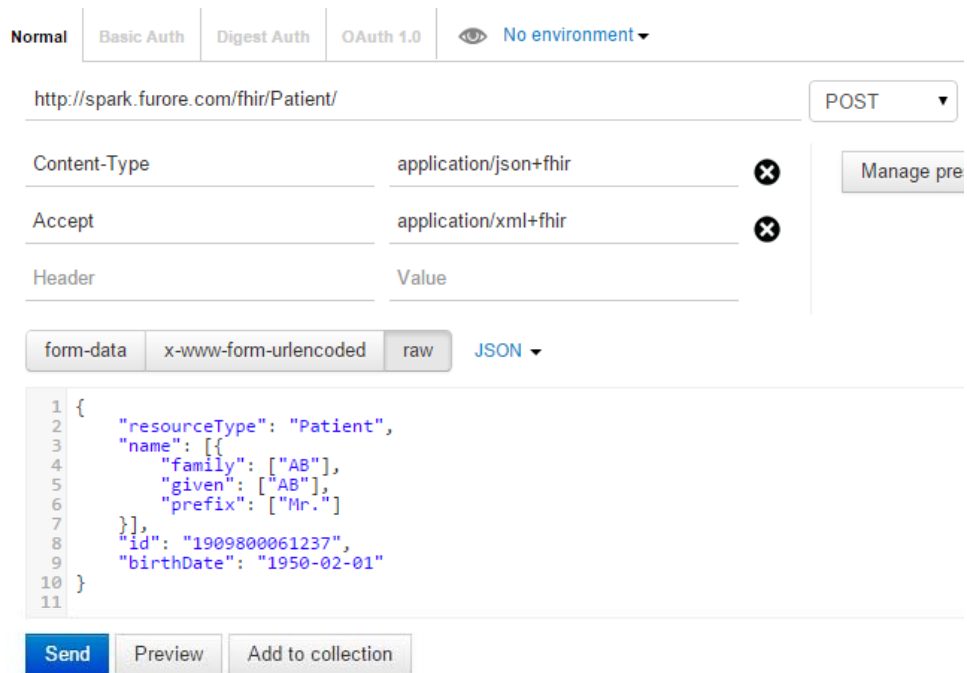 Normal Basic Auth Digest Auth OAuth 1.0 No environment
http://spark.furore.com/fhir/Patient/ POST
Content-Type application/json+fhir Manage pre
Accept application/xml+fhir
Header Value
form-data x-www-form-urlencoded raw JSON
1 {
2 "resourceType": "Patient",
3 "name": [{
4 "family": ["AB"],
5 "given": ["AB"],
6 "prefix": ["Mr."]
7 }],
8 "id": "1909800061237",
9 "birthDate": "1950-02-01"
10 }
11
Send Preview Add to collection